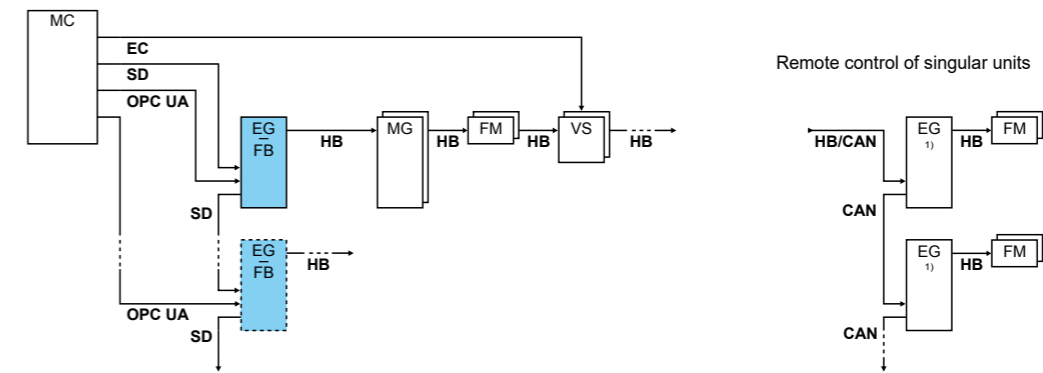 MC
EC
SD
OPC UA
Remote control of singular units
EG
FB
HB
MG
HB
FM
HB
VS
HB
HB/CAN
EG
1)
HB
FM
SD
CAN
EG
FB
HB
EG
1)
HB
FM
OPC UA
SD
CAN